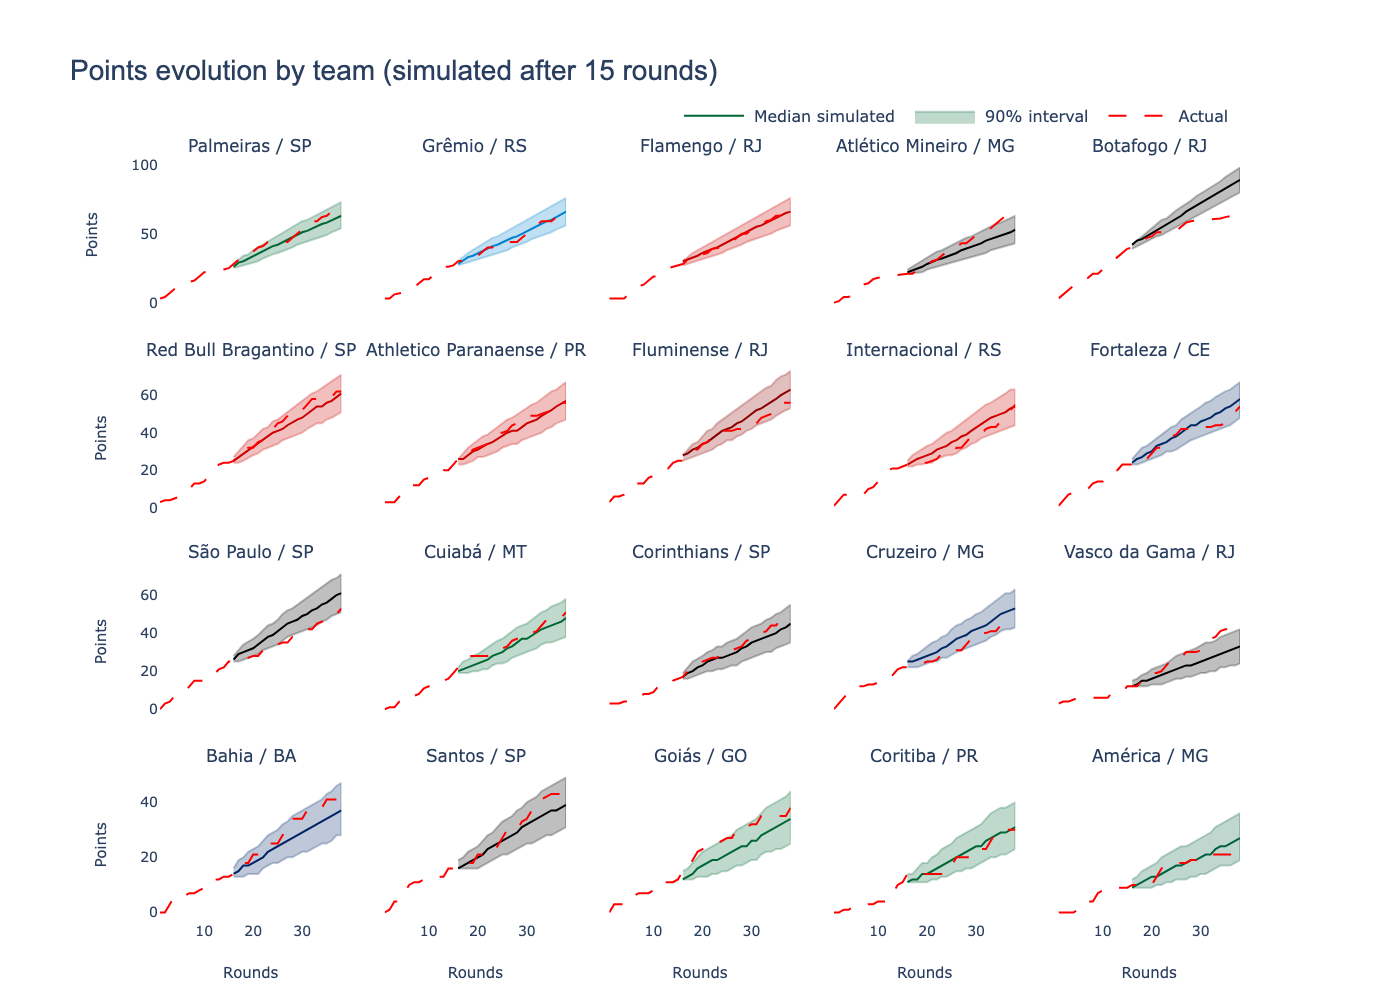 Points evolution by team (simulated after 15 rounds)
Median simulated 90% interval Actual
Palmeiras / SP Grêmio / RS Flamengo / RJ Atlético Mineiro / MG Botafogo / RJ
100
50
0
Points
Red Bull Bragantino / SP Athletico Paranaense / PR Fluminense / RJ Internacional / RS Fortaleza / CE
60
40
20
0
Points
São Paulo / SP Cuiabá / MT Corinthians / SP Cruzeiro / MG Vasco da Gama / RJ
60
40
20
0
Points
Bahia / BA Santos / SP Goiás / GO Coritiba / PR América / MG
40
20
0
Points
10 20 30 10 20 30 10 20 30 10 20 30 10 20 30
Rounds Rounds Rounds Rounds Rounds